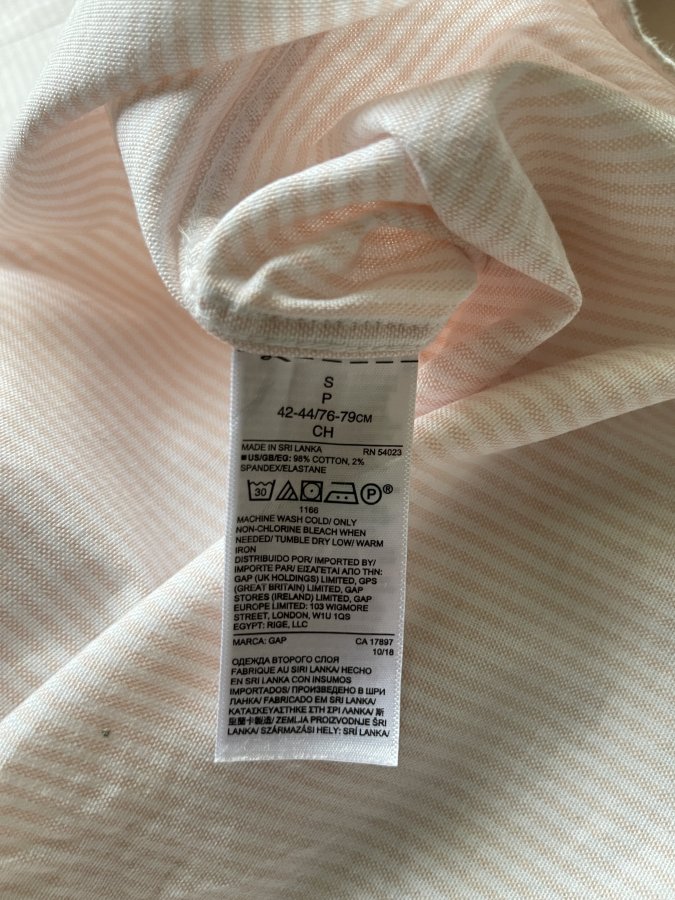 S
P
42-44/76-79CM
CH
MADE IN SRI LANKA RN 54023
■US/GB/EG: 98% COTTON, 2%
SPANDEX/ELASTANE
30 P®
1166
MACHINE WASH COLD/ ONLY
NON-CHLORINE BLEACH WHEN
NEEDED/ TUMBLE DRY LOW/ WARM
IRON
DISTRIBUIDO POR/ IMPORTED BY/
IMPORTE PAR/ ΕΙΣΑΓΕΤΑΙ ΑΠΟ ΤΗΝ:
GAP (UK HOLDINGS) LIMITED, GPS
(GREAT BRITAIN) LIMITED, GAP
STORES (IRELAND) LIMITED, GAP
EUROPE LIMITED: 103 WIGMORE
STREET, LONDON, W1U 1QS
EGYPT: RIGE, LLC
MARCA: GAP CA 17897
10/18
ОДЕЖДА ВТОРОГО СЛОЯ
FABRIQUE AU SIRI LANKA/ HECHO
EN SRI LANKA CON INSUMOS
IMPORTADOS/ ПРОИЗВЕДЕНО В ШРИ
ЛАНКА/ FABRICADO EM SRI LANKA/
ΚΑΤΑΣΚΕΥΑΣΤΗΚΕ ΣΤΗ ΣΡΙ ΛΑΝΚΑ/ 斯
里蘭卡製造/ ZEMLJA PROIZVODNJE ŠRI
LANKA/ SZÁRMAZÁSI HELY: SRÍ LANKA/